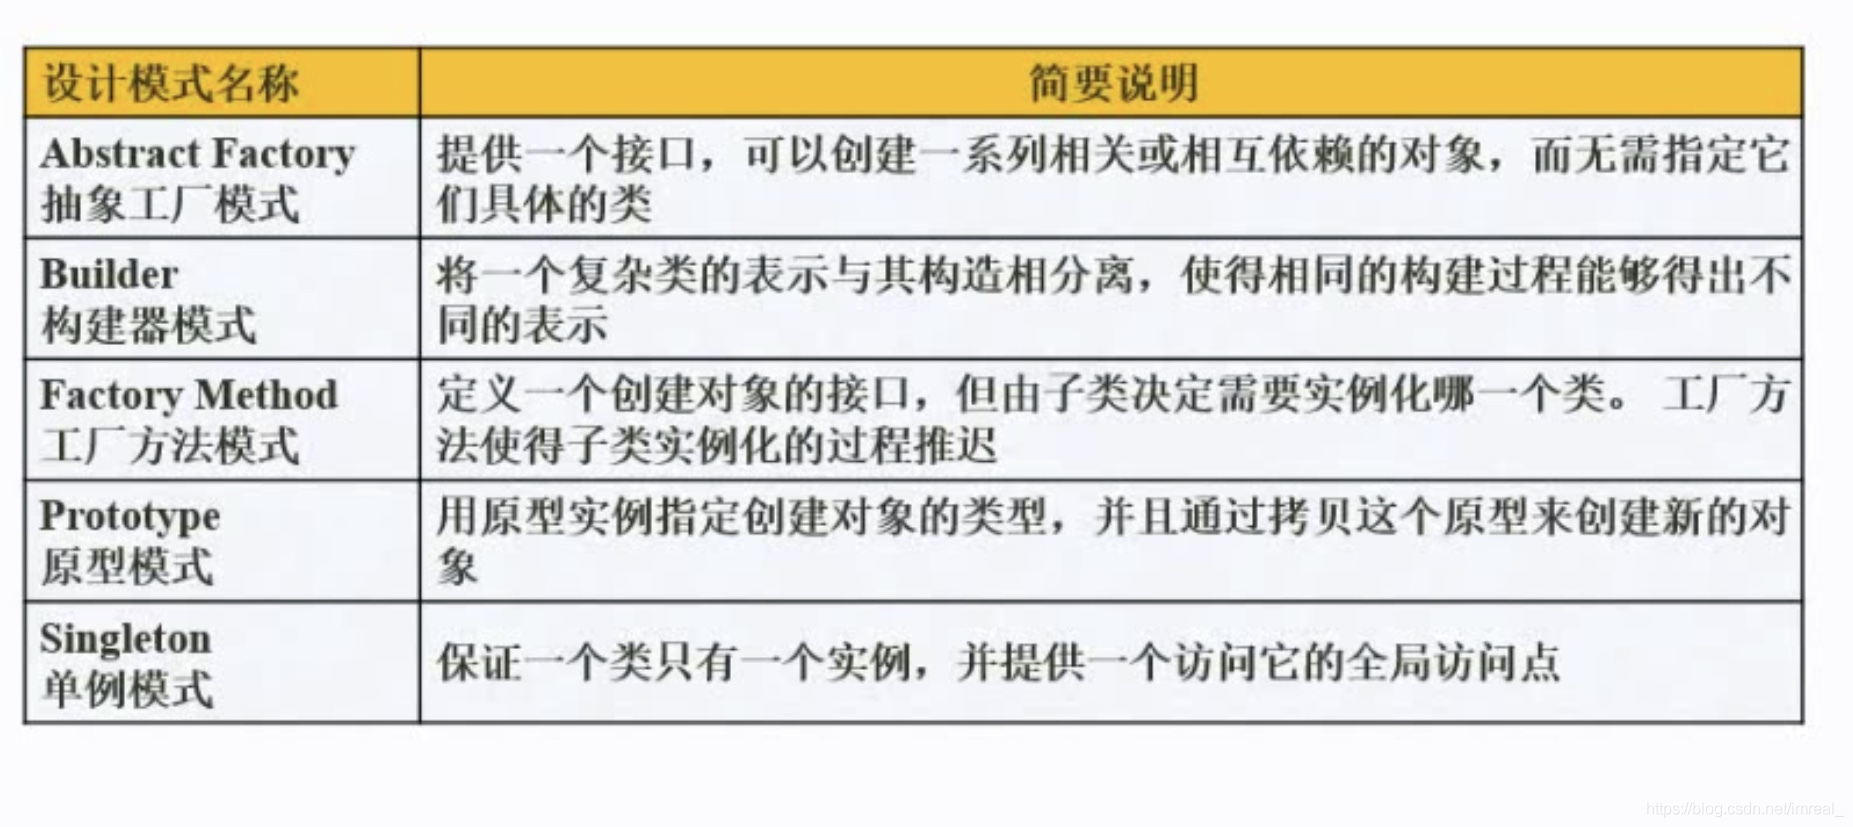 设计模式名称
简要说明
Abstract Factory
抽象工厂模式
提供一个接口，可以创建一系列相关或相互依赖的对象，而无需指定它
们具体的类
Builder
构建器模式
将一个复杂类的表示与其构造相分离，使得相同的构建过程能够得出不
同的表示
Factory Method
工厂方法模式
定义一个创建对象的接口，但由子类决定需要实例化哪一个类。 工厂方
法使得子类实例化的过程推迟
Prototype
原型模式
用原型实例指定创建对象的类型，并且通过拷贝这个原型来创建新的对
象
Singleton
单例模式
保证一个类只有一个实例，并提供一个访问它的全局访问点
https://blog.csdn.net/imreal_